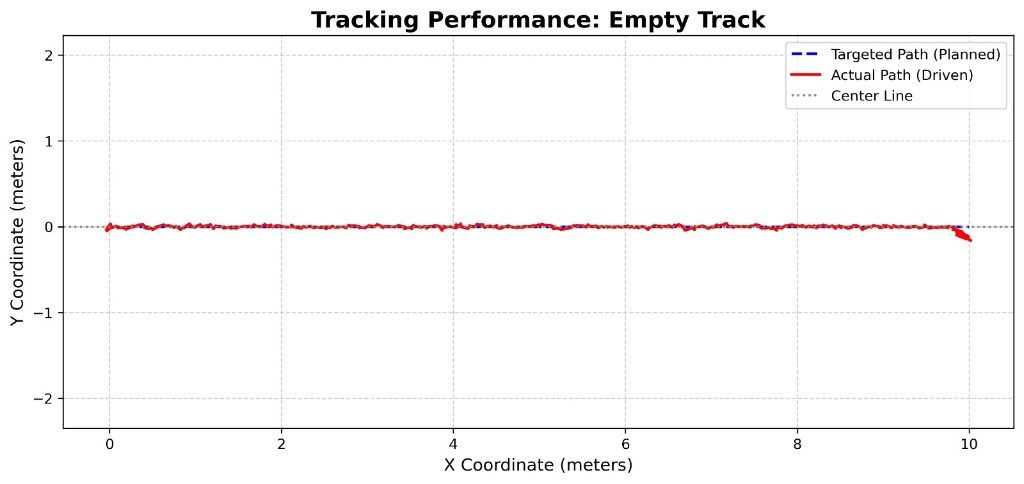 Tracking Performance: Empty Track
Targeted Path (Planned)
Actual Path (Driven)
Center Line
Y Coordinate (meters)
2
1
0
−1
−2
0 2 4 6 8 10
X Coordinate (meters)